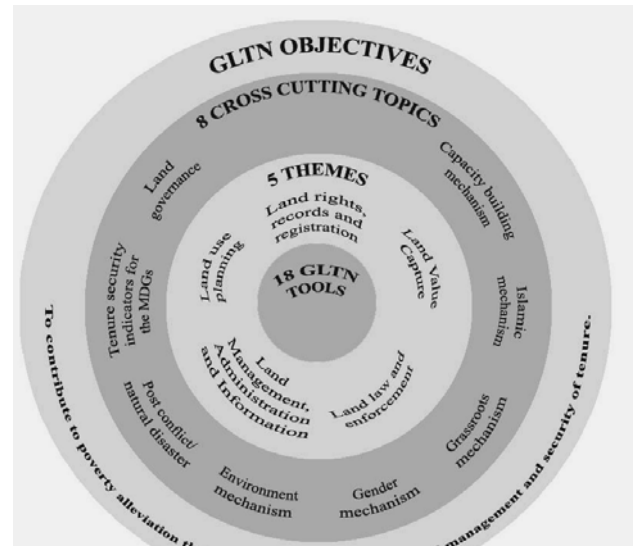 GLTN OBJECTIVES
8 CROSS CUTTING TOPICS
Capacity building
mechanism
Islamic
mechanism
Grassroots
mechanism
Gender
mechanism
Environment
mechanism
Post conflict/
natural disaster
Tenure security
indicators for
the MDGs
Land
governance
5 THEMES
Land rights,
records and
registration
Land Value
Capture
Land law and
enforcement
Land
Management,
Administration
and Information
Land use
planning
18 GLTN
TOOLS
To contribute to poverty alleviation
management and security of tenure.